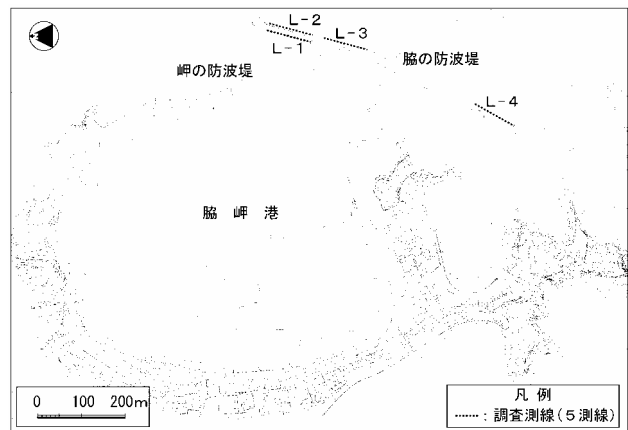 L-2
L-3
L-1
岬の防波堤
脇の防波堤
L-4
脇岬港
0 100 200m
凡例
:調査測線(5測線)